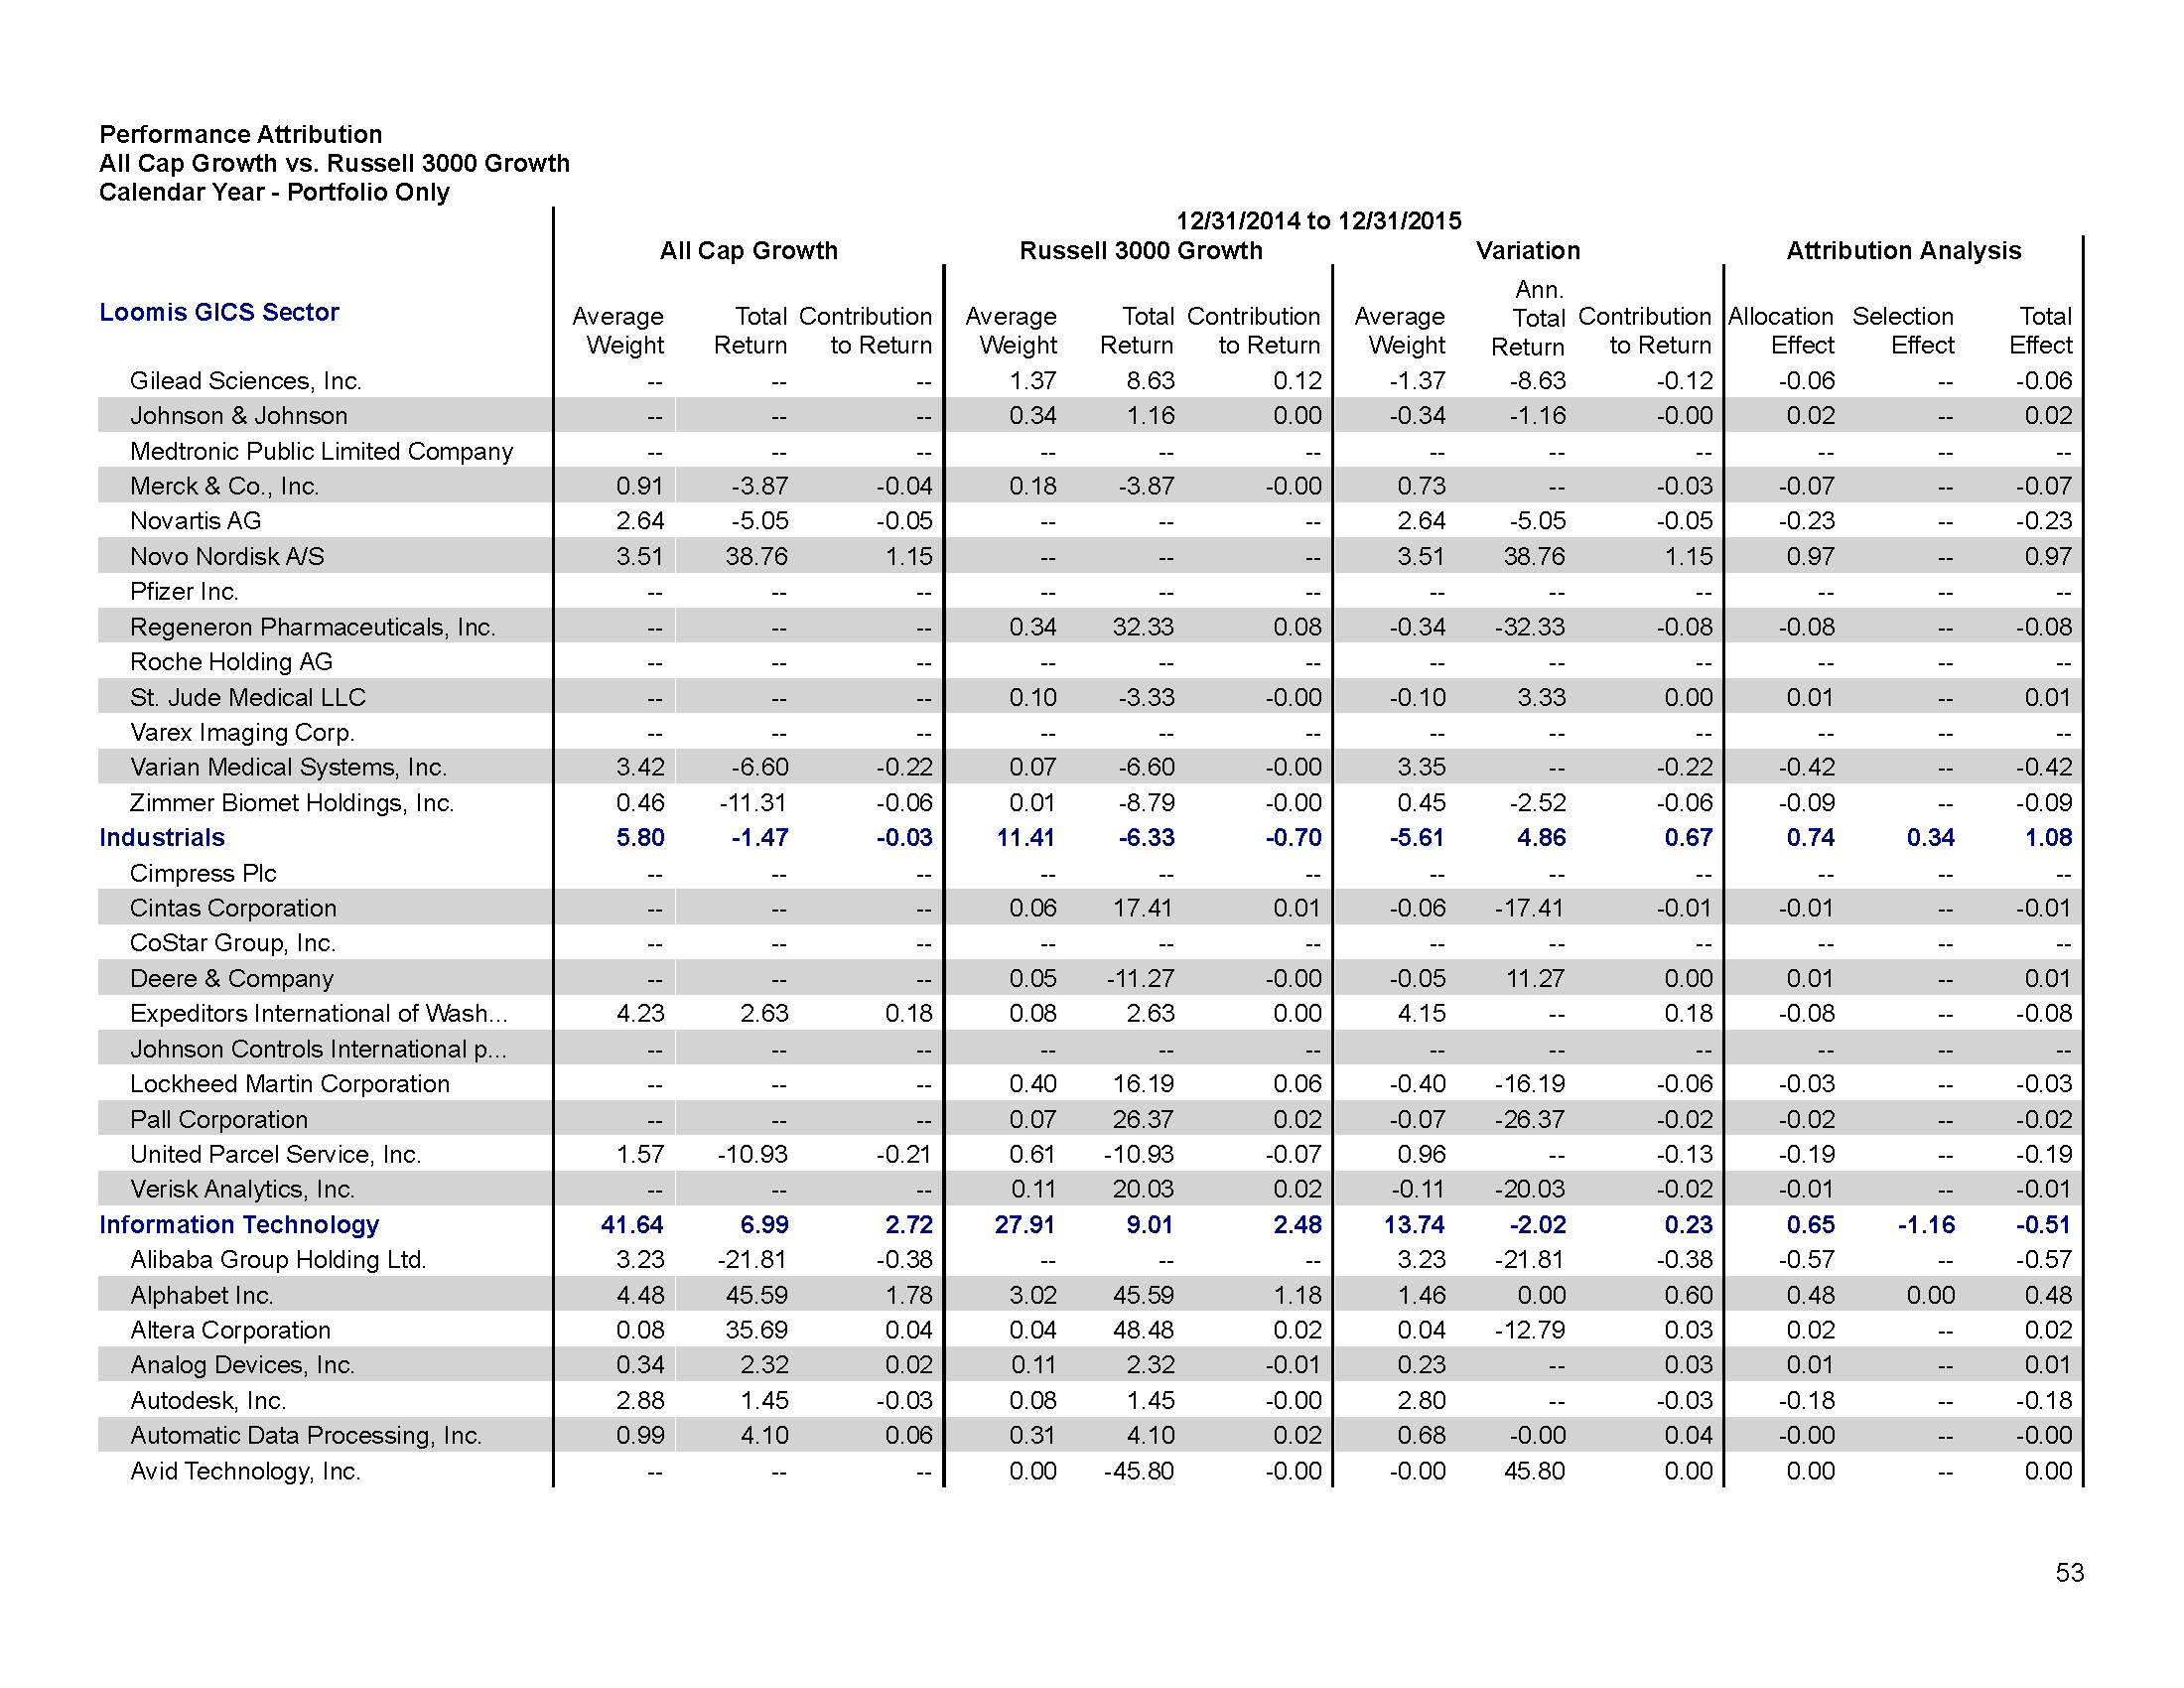 Performance Attribution
All Cap Growth vs. Russell 3000 Growth
Calendar Year - Portfolio Only
12/31/2014 to 12/31/2015
All Cap Growth Russell 3000 Growth Variation Attribution Analysis
Loomis GICS Sector Average Weight Total Return Contribution to Return Average Weight Total Return Contribution to Return Average Weight Ann. Total Return Contribution to Return Allocation Effect Selection Effect Total Effect
Gilead Sciences, Inc. -- -- -- 1.37 8.63 0.12 -1.37 -8.63 -0.12 -0.06 -- -0.06
Johnson & Johnson -- -- -- 0.34 1.16 0.00 -0.34 -1.16 -0.00 0.02 -- 0.02
Medtronic Public Limited Company -- -- -- -- -- -- -- -- -- -- -- --
Merck & Co., Inc. 0.91 -3.87 -0.04 0.18 -3.87 -0.00 0.73 -- -0.03 -0.07 -- -0.07
Novartis AG 2.64 -5.05 -0.05 -- -- -- 2.64 -5.05 -0.05 -0.23 -- -0.23
Novo Nordisk A/S 3.51 38.76 1.15 -- -- -- 3.51 38.76 1.15 0.97 -- 0.97
Pfizer Inc. -- -- -- -- -- -- -- -- -- -- -- --
Regeneron Pharmaceuticals, Inc. -- -- -- 0.34 32.33 0.08 -0.34 -32.33 -0.08 -0.08 -- -0.08
Roche Holding AG -- -- -- -- -- -- -- -- -- -- -- --
St. Jude Medical LLC -- -- -- 0.10 -3.33 -0.00 -0.10 3.33 0.00 0.01 -- 0.01
Varex Imaging Corp. -- -- -- -- -- -- -- -- -- -- -- --
Varian Medical Systems, Inc. 3.42 -6.60 -0.22 0.07 -6.60 -0.00 3.35 -- -0.22 -0.42 -- -0.42
Zimmer Biomet Holdings, Inc. 0.46 -11.31 -0.06 0.01 -8.79 -0.00 0.45 -2.52 -0.06 -0.09 -- -0.09
Industrials 5.80 -1.47 -0.03 11.41 -6.33 -0.70 -5.61 4.86 0.67 0.74 0.34 1.08
Cimpress Plc -- -- -- -- -- -- -- -- -- -- -- --
Cintas Corporation -- -- -- 0.06 17.41 0.01 -0.06 -17.41 -0.01 -0.01 -- -0.01
CoStar Group, Inc. -- -- -- -- -- -- -- -- -- -- -- --
Deere & Company -- -- -- 0.05 -11.27 -0.00 -0.05 11.27 0.00 0.01 -- 0.01
Expeditors International of Wash... 4.23 2.63 0.18 0.08 2.63 0.00 4.15 -- 0.18 -0.08 -- -0.08
Johnson Controls International p... -- -- -- -- -- -- -- -- -- -- -- --
Lockheed Martin Corporation -- -- -- 0.40 16.19 0.06 -0.40 -16.19 -0.06 -0.03 -- -0.03
Pall Corporation -- -- -- 0.07 26.37 0.02 -0.07 -26.37 -0.02 -0.02 -- -0.02
United Parcel Service, Inc. 1.57 -10.93 -0.21 0.61 -10.93 -0.07 0.96 -- -0.13 -0.19 -- -0.19
Verisk Analytics, Inc. -- -- -- 0.11 20.03 0.02 -0.11 -20.03 -0.02 -0.01 -- -0.01
Information Technology 41.64 6.99 2.72 27.91 9.01 2.48 13.74 -2.02 0.23 0.65 -1.16 -0.51
Alibaba Group Holding Ltd. 3.23 -21.81 -0.38 -- -- -- 3.23 -21.81 -0.38 -0.57 -- -0.57
Alphabet Inc. 4.48 45.59 1.78 3.02 45.59 1.18 1.46 0.00 0.60 0.48 0.00 0.48
Altera Corporation 0.08 35.69 0.04 0.04 48.48 0.02 0.04 -12.79 0.03 0.02 -- 0.02
Analog Devices, Inc. 0.34 2.32 0.02 0.11 2.32 -0.01 0.23 -- 0.03 0.01 -- 0.01
Autodesk, Inc. 2.88 1.45 -0.03 0.08 1.45 -0.00 2.80 -- -0.03 -0.18 -- -0.18
Automatic Data Processing, Inc. 0.99 4.10 0.06 0.31 4.10 0.02 0.68 -0.00 0.04 -0.00 -- -0.00
Avid Technology, Inc. -- -- -- 0.00 -45.80 -0.00 -0.00 45.80 0.00 0.00 -- 0.00
53